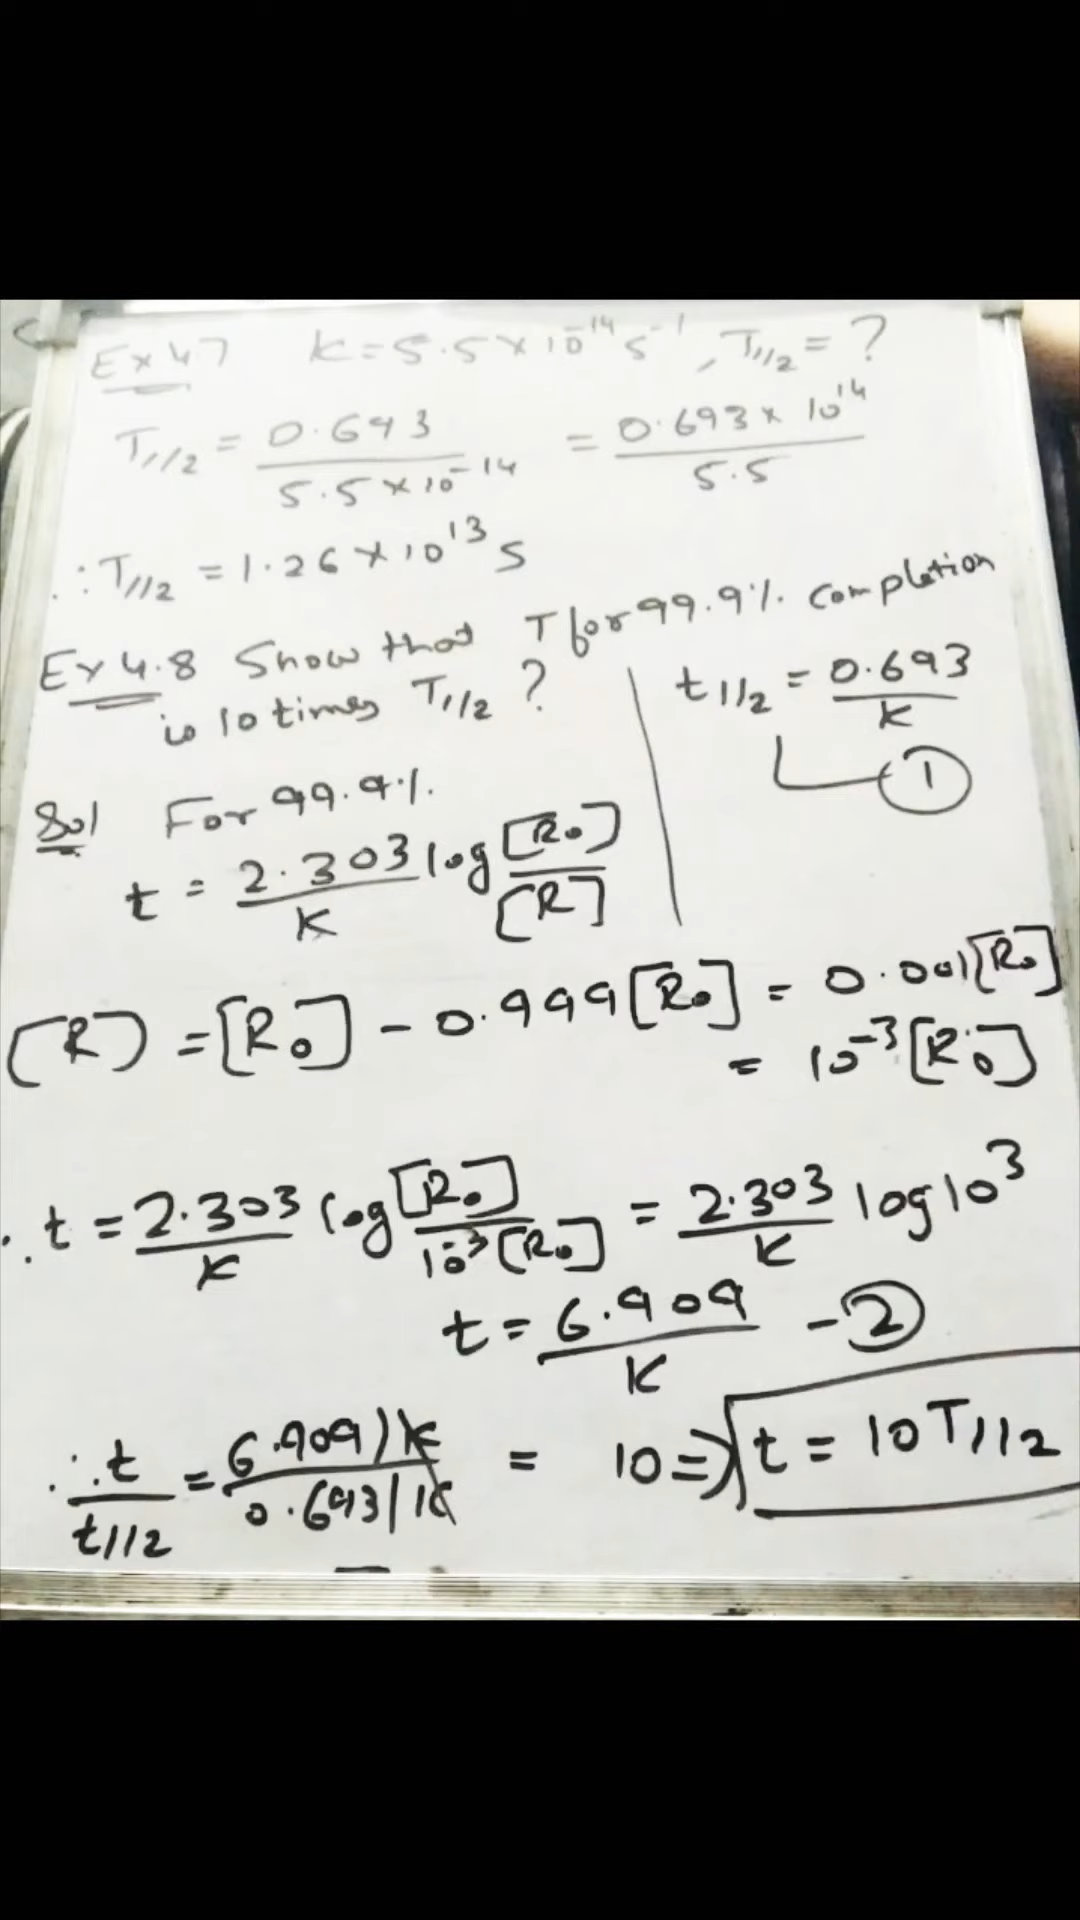 Ex 47 K = 5.5 × 10⁻¹⁴ s⁻¹, T₁/₂ = ?
T₁/₂ = 0.693 / 5.5 × 10⁻¹⁴ = 0.693 × 10¹⁴ / 5.5
∴ T₁/₂ = 1.26 × 10¹³ s
Ex 4.8 Show that T for 99.9% completion
is 10 times T₁/₂ ?
t₁/₂ = 0.693 / K
1
Sol For 99.9%.
t = 2.303 / K log [R₀] / [R]
[R] = [R₀] - 0.999 [R₀] = 0.001 [R₀]
= 10⁻³ [R₀]
∴ t = 2.303 / K log [R₀] / 10⁻³ [R₀] = 2.303 / K log 10³
t = 6.909 / K - 2
∴ t / t₁/₂ = 6.909/K / 0.693/K = 10 ⇒ t = 10 T₁/₂